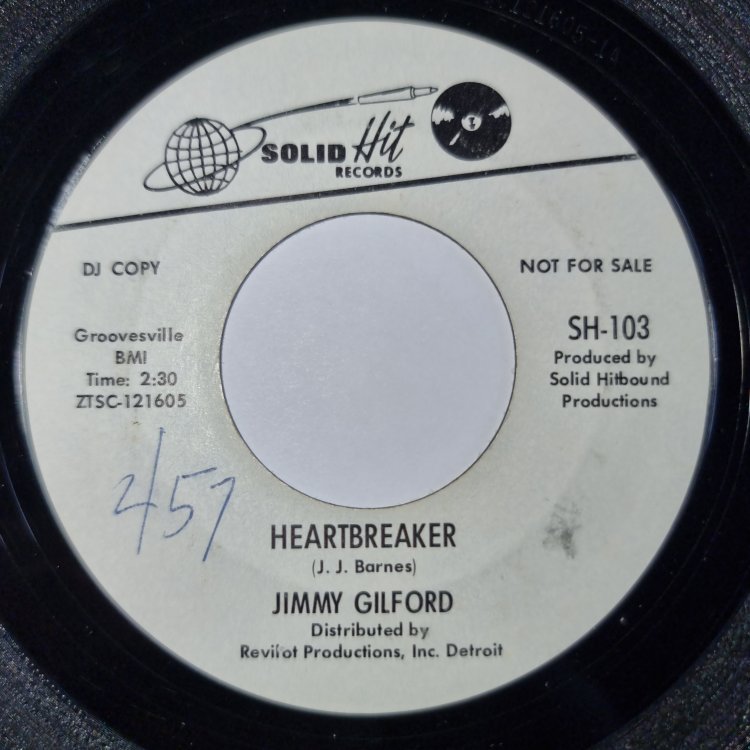 SOLID Hit
RECORDS
DJ COPY
NOT FOR SALE
Groovesville
BMI
Time: 2:30
ZTSC-121605
SH-103
Produced by
Solid Hitbound
Productions
457
HEARTBREAKER
(J. J. Barnes)
JIMMY GILFORD
Distributed by
Revilot Productions, Inc. Detroit